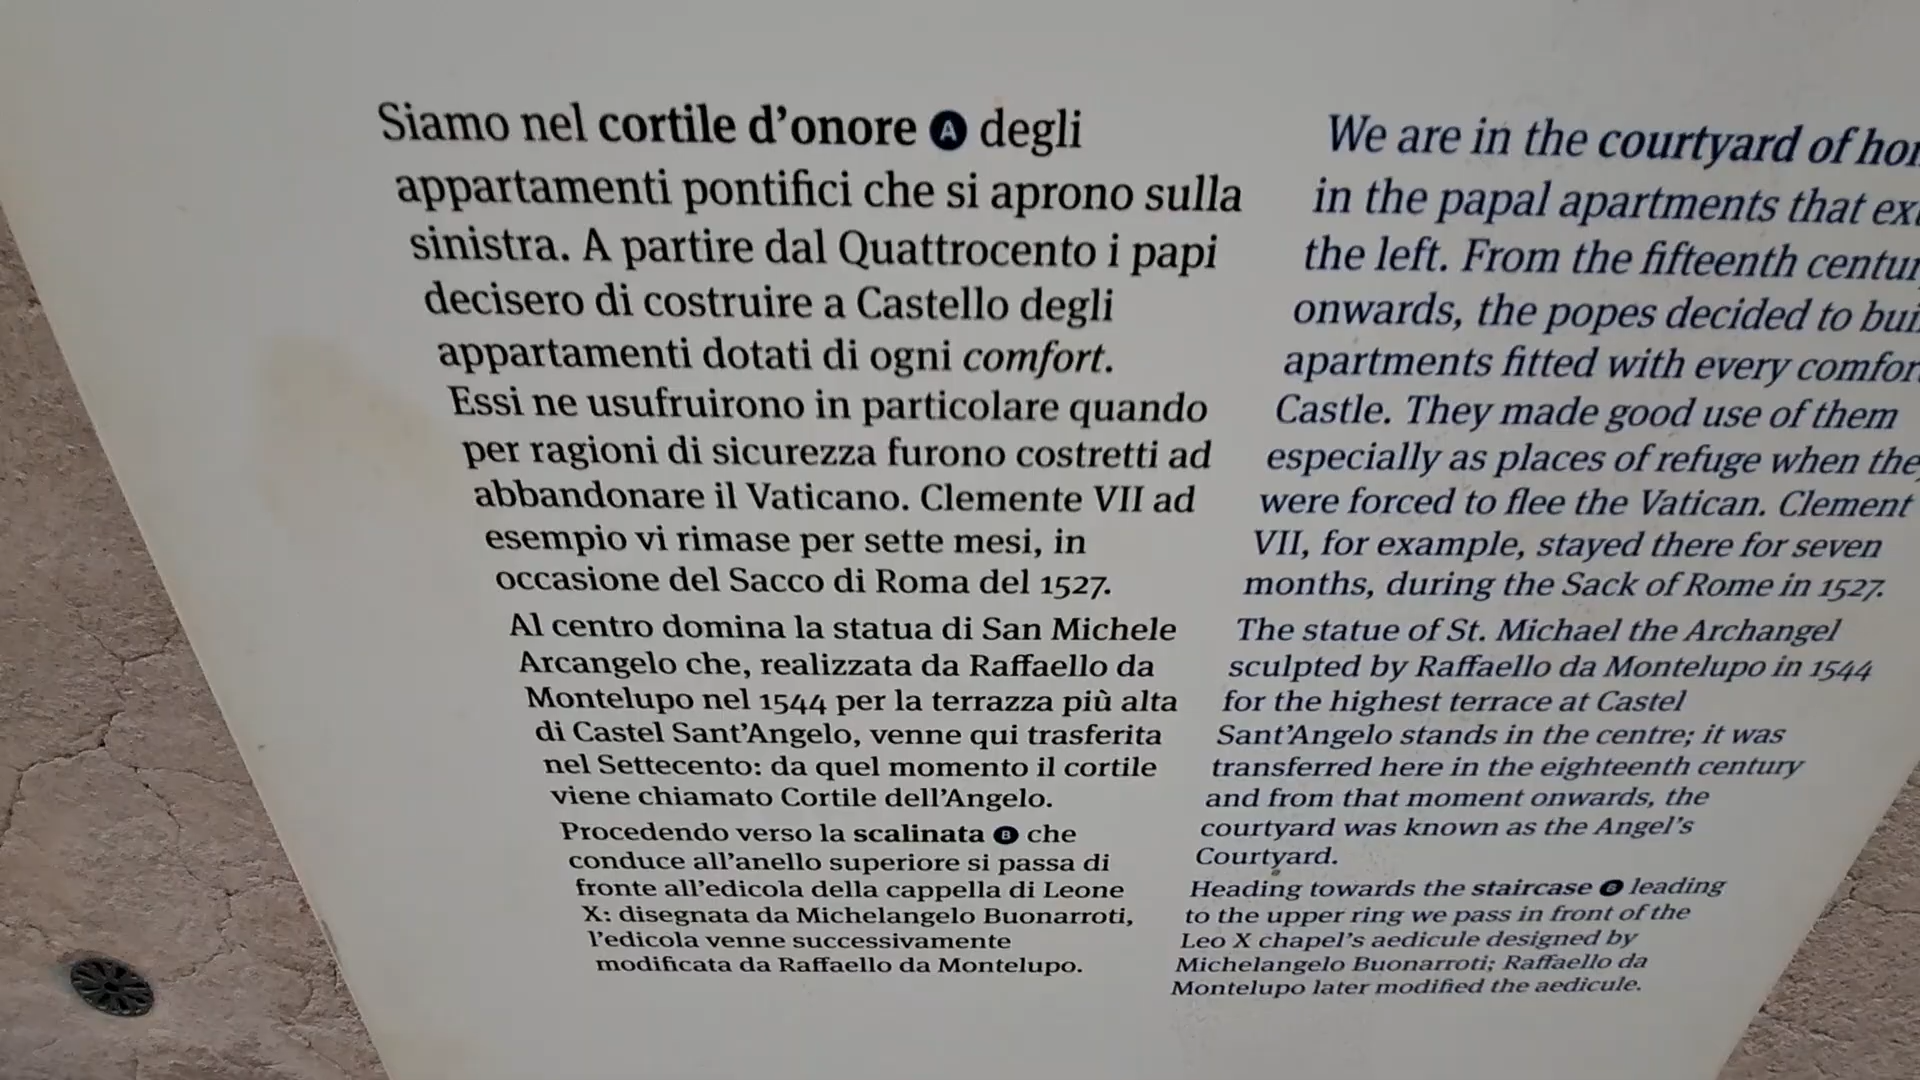 Siamo nel cortile d'onore A degli
appartamenti pontifici che si aprono sulla
sinistra. A partire dal Quattrocento i papi
decisero di costruire a Castello degli
appartamenti dotati di ogni comfort.
Essi ne usufruirono in particolare quando
per ragioni di sicurezza furono costretti ad
abbandonare il Vaticano. Clemente VII ad
esempio vi rimase per sette mesi, in
occasione del Sacco di Roma del 1527.
Al centro domina la statua di San Michele
Arcangelo che, realizzata da Raffaello da
Montelupo nel 1544 per la terrazza più alta
di Castel Sant'Angelo, venne qui trasferita
nel Settecento: da quel momento il cortile
viene chiamato Cortile dell'Angelo.
Procedendo verso la scalinata B che
conduce all'anello superiore si passa di
fronte all'edicola della cappella di Leone
X: disegnata da Michelangelo Buonarroti,
l'edicola venne successivamente
modificata da Raffaello da Montelupo.
We are in the courtyard of
in the papal apartments that
the left. From the fifteenth
onwards, the popes decided to
apartments fitted with every
Castle. They made good use of them
especially as places of refuge when
were forced to flee the Vatican. Clement
VII, for example, stayed there for seven
months, during the Sack of Rome in 1527.
The statue of St. Michael the Archangel
sculpted by Raffaello da Montelupo in 1544
for the highest terrace at Castel
Sant'Angelo stands in the centre; it was
transferred here in the eighteenth century
and from that moment onwards, the
courtyard was known as the Angel's
Courtyard.
Heading towards the staircase B leading
to the upper ring we pass in front of the
Leo X chapel's aedicule designed by
Michelangelo Buonarroti; Raffaello da
Montelupo later modified the aedicule.